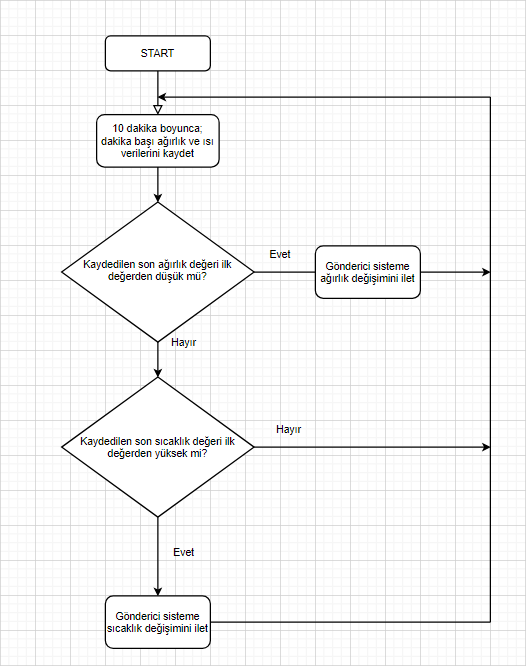 START
10 dakika boyunca;
dakika başı ağırlık ve ısı
verilerini kaydet
Kaydedilen son ağırlık değeri ilk
değerden düşük mü?
Evet
Gönderici sisteme
ağırlık değişimini ilet
Hayır
Kaydedilen son sıcaklık değeri ilk
değerden yüksek mi?
Hayır
Evet
Gönderici sisteme
sıcaklık değişimini ilet